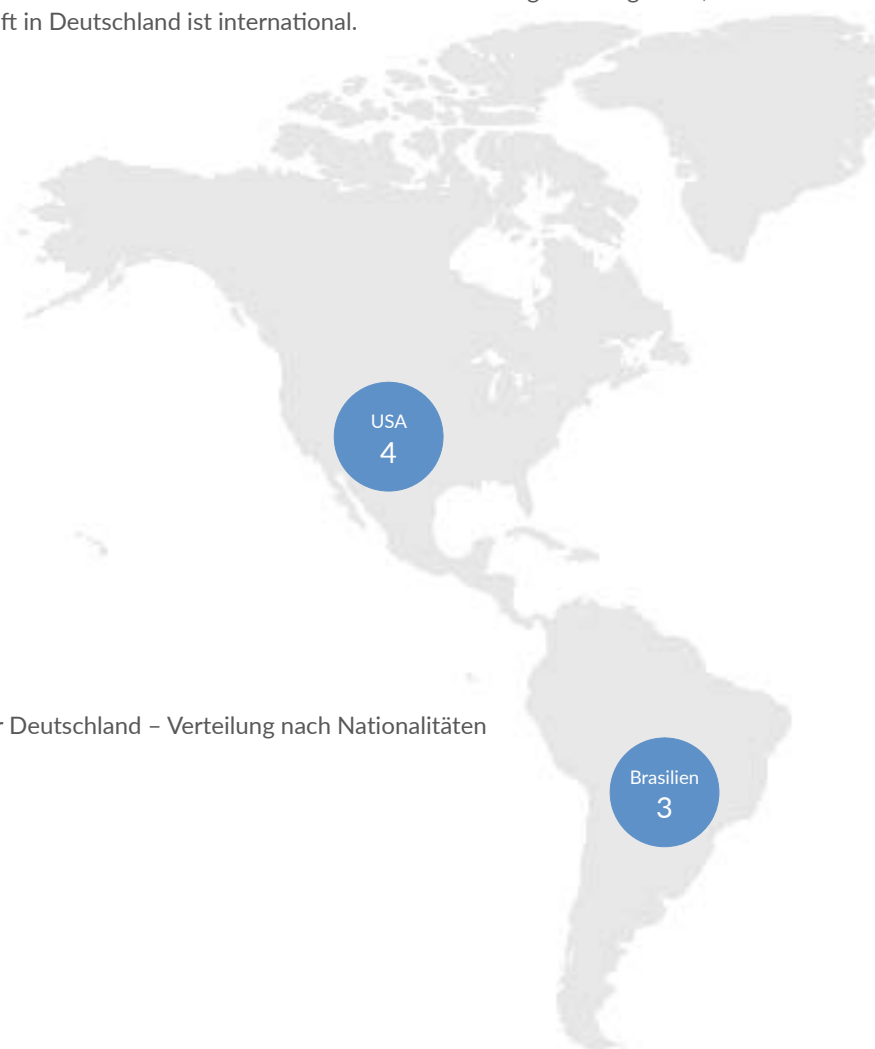 ft in Deutschland ist international.
USA
4
r Deutschland – Verteilung nach Nationalitäten
Brasilien
3